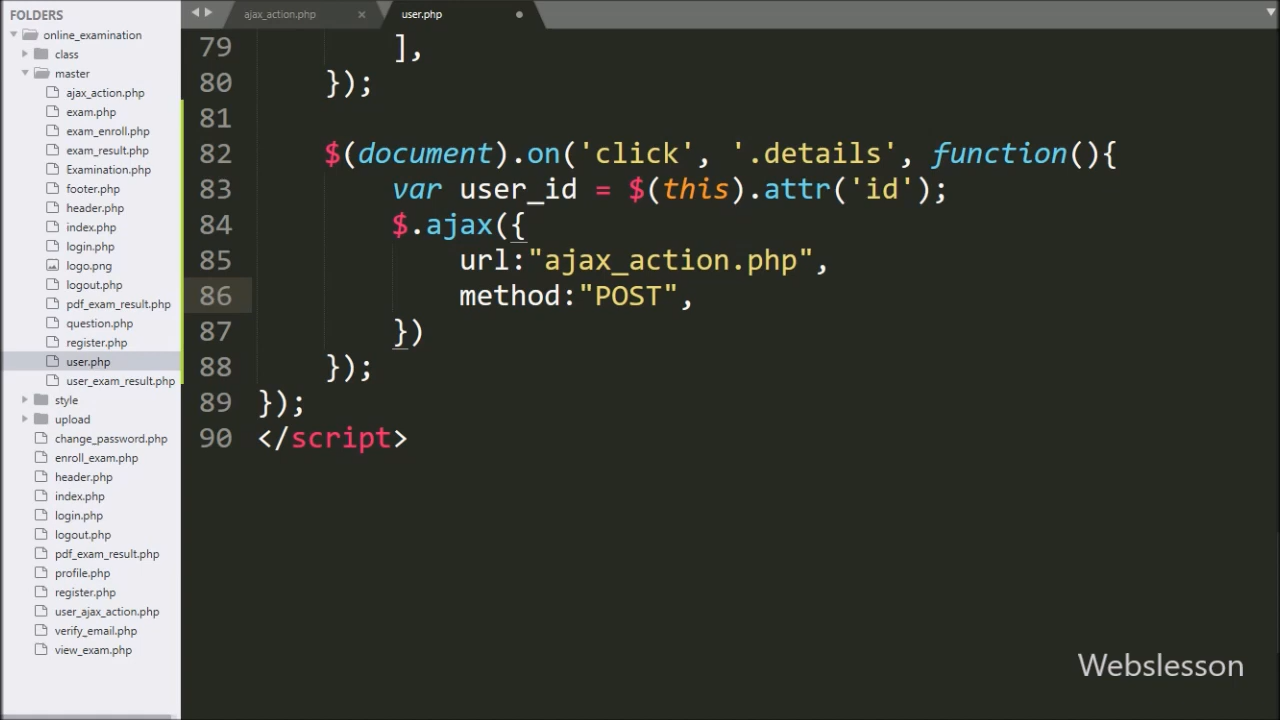 FOLDERS
online_examination
class
master
ajax_action.php
exam.php
exam_enroll.php
exam_result.php
Examination.php
footer.php
header.php
index.php
login.php
logo.png
logout.php
pdf_exam_result.php
question.php
register.php
user.php
user_exam_result.php
style
upload
change_password.php
enroll_exam.php
header.php
index.php
login.php
logout.php
pdf_exam_result.php
profile.php
register.php
user_ajax_action.php
verify_email.php
view_exam.php
ajax_action.php × user.php
79 ],
80 });
81
82 $(document).on('click', '.details', function(){
83 var user_id = $(this).attr('id');
84 $.ajax({
85 url:"ajax_action.php",
86 method:"POST",
87 })
88 });
89 });
90 </script>
Webslesson